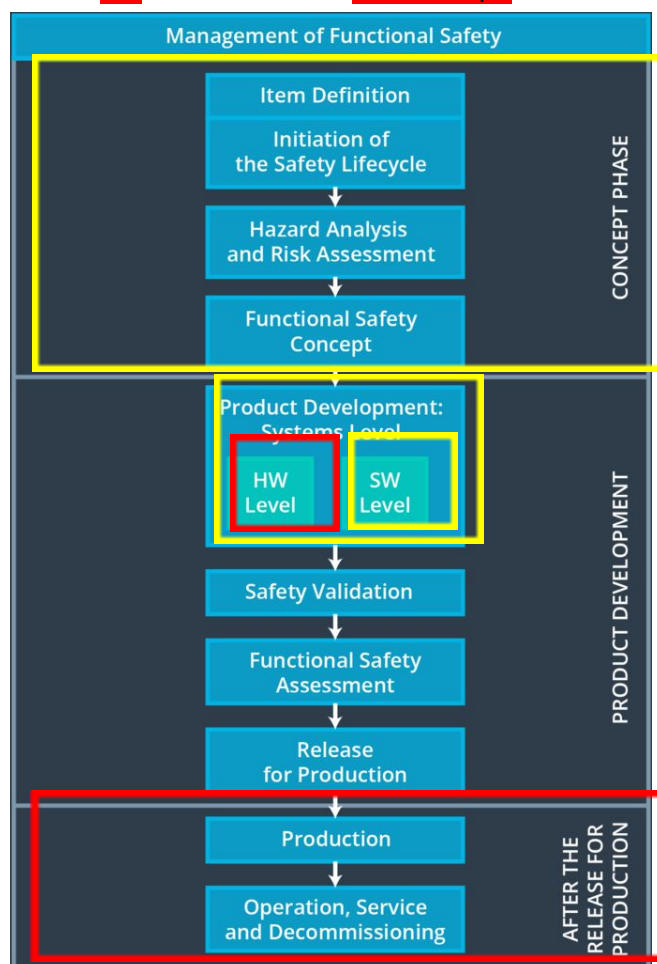 Management of Functional Safety
Item Definition
Initiation of
the Safety Lifecycle
Hazard Analysis
and Risk Assessment
Functional Safety
Concept
CONCEPT PHASE
Product Development:
Systems Level
HW
Level
SW
Level
Safety Validation
Functional Safety
Assessment
Release
for Production
PRODUCT DEVELOPMENT
Production
Operation, Service
and Decommissioning
AFTER THE
RELEASE FOR
PRODUCTION